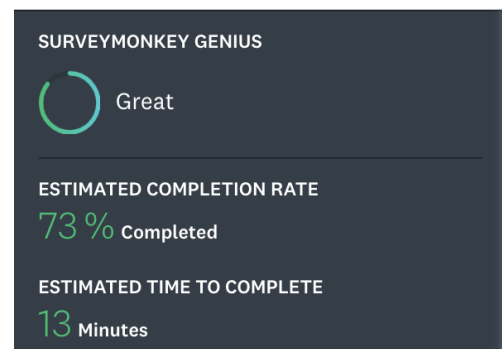 SURVEYMONKEY GENIUS
Great
ESTIMATED COMPLETION RATE
73 % Completed
ESTIMATED TIME TO COMPLETE
13 Minutes